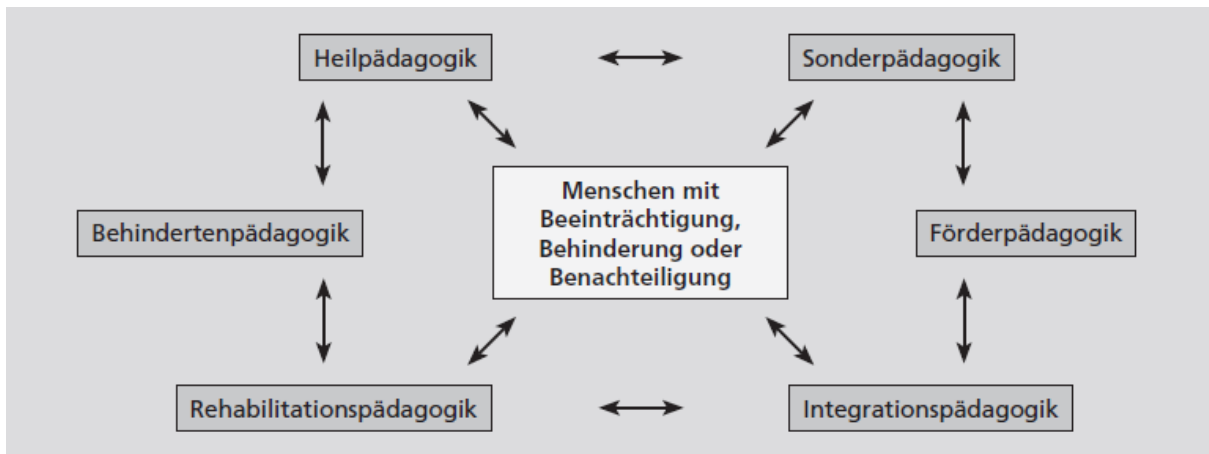 Heilpädagogik
Sonderpädagogik
Menschen mit
Beeinträchtigung,
Behinderung oder
Benachteiligung
Behindertenpädagogik
Förderpädagogik
Rehabilitationspädagogik
Integrationspädagogik